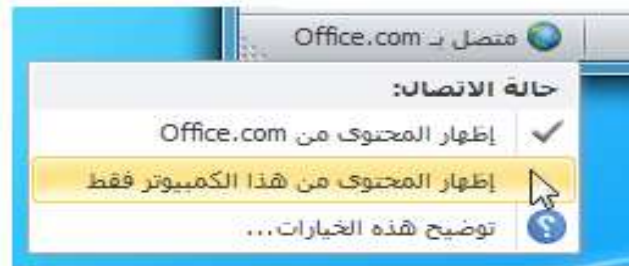 متصل بـ Office.com
حالة الاتصال:
إظهار المحتوى من Office.com
إظهار المحتوى من هذا الكمبيوتر فقط
توضيح هذه الخيارات...